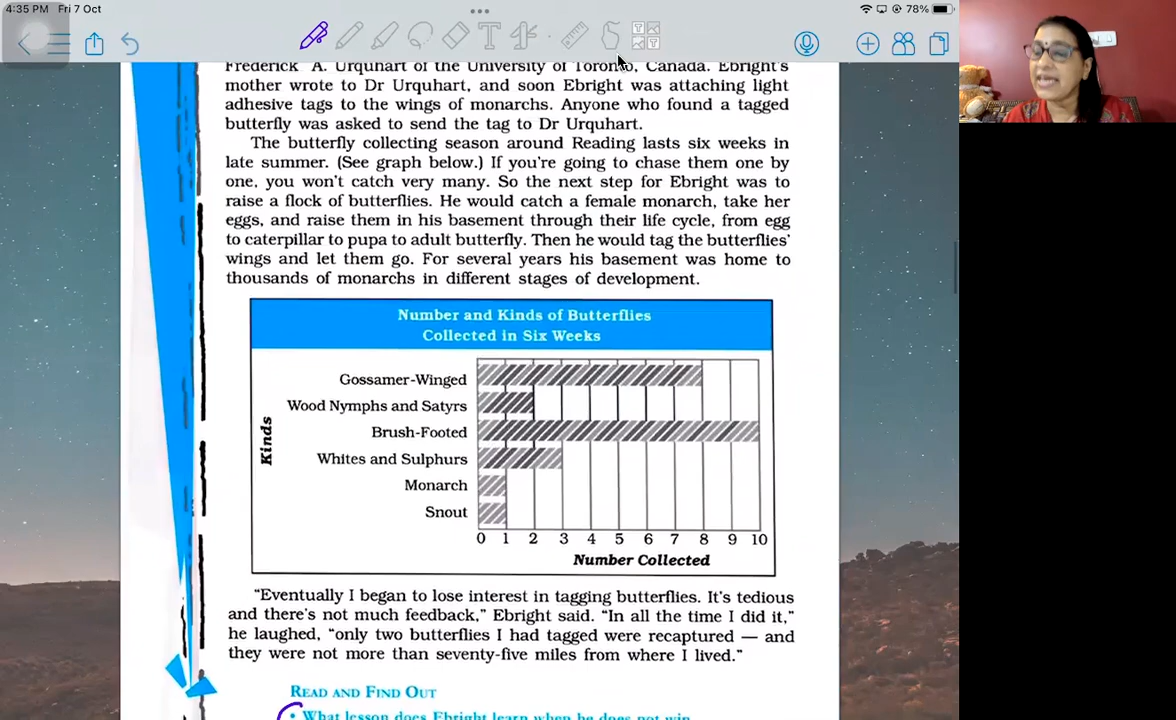 4:35 PM Fri 7 Oct
78%
Frederick A. Urquhart of the University of Toronto, Canada. Ebright's
mother wrote to Dr Urquhart, and soon Ebright was attaching light
adhesive tags to the wings of monarchs. Anyone who found a tagged
butterfly was asked to send the tag to Dr Urquhart.
The butterfly collecting season around Reading lasts six weeks in
late summer. (See graph below.) If you're going to chase them one by
one, you won't catch very many. So the next step for Ebright was to
raise a flock of butterflies. He would catch a female monarch, take her
eggs, and raise them in his basement through their life cycle, from egg
to caterpillar to pupa to adult butterfly. Then he would tag the butterflies'
wings and let them go. For several years his basement was home to
thousands of monarchs in different stages of development.
Number and Kinds of Butterflies
Collected in Six Weeks
Kinds
Gossamer-Winged
Wood Nymphs and Satyrs
Brush-Footed
Whites and Sulphurs
Monarch
Snout
0 1 2 3 4 5 6 7 8 9 10
Number Collected
"Eventually I began to lose interest in tagging butterflies. It's tedious
and there's not much feedback," Ebright said. "In all the time I did it,"
he laughed, "only two butterflies I had tagged were recaptured — and
they were not more than seventy-five miles from where I lived."
READ AND FIND OUT
• What lesson does Ebright learn when he does not win